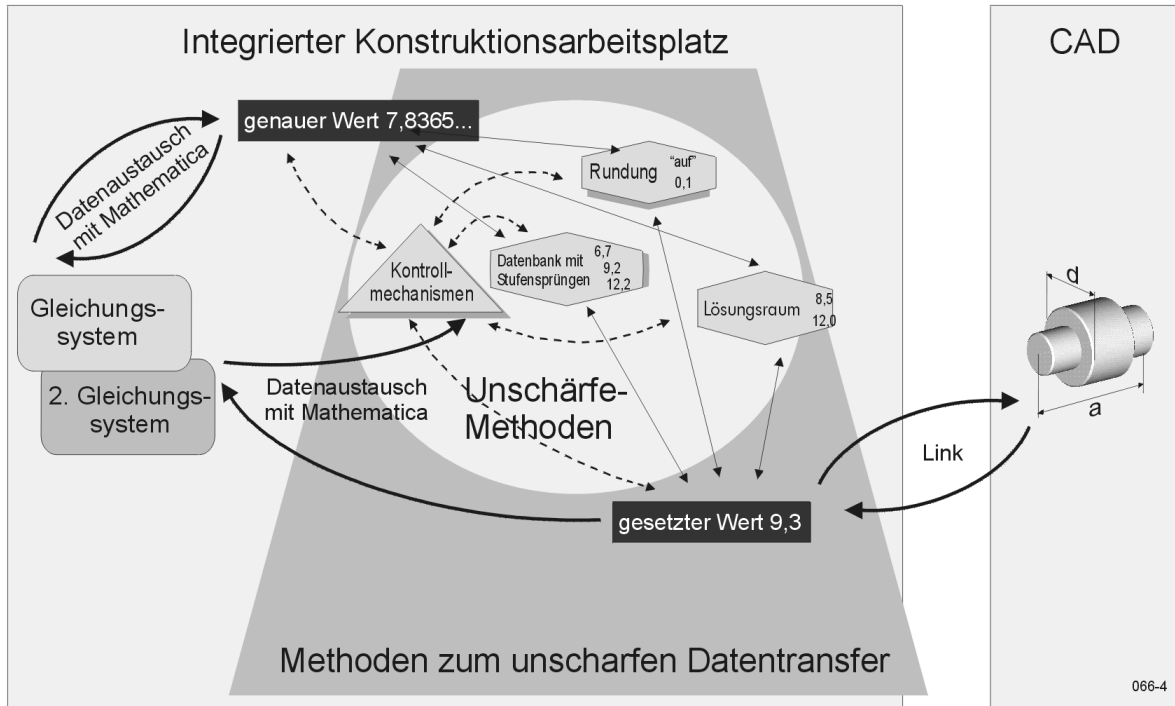 Integrierter Konstruktionsarbeitsplatz
CAD
genauer Wert 7,8365...
Datenaustausch
mit Mathematica
Rundung “auf”
0,1
Kontroll-
mechanismen
Datenbank mit
Stufensprüngen
6,7
9,2
12,2
Lösungsraum
8,5
12,0
Gleichungs-
system
2. Gleichungs-
system
Datenaustausch
mit Mathematica
Unschärfe-
Methoden
d
a
Link
gesetzter Wert 9,3
Methoden zum unscharfen Datentransfer
066-4